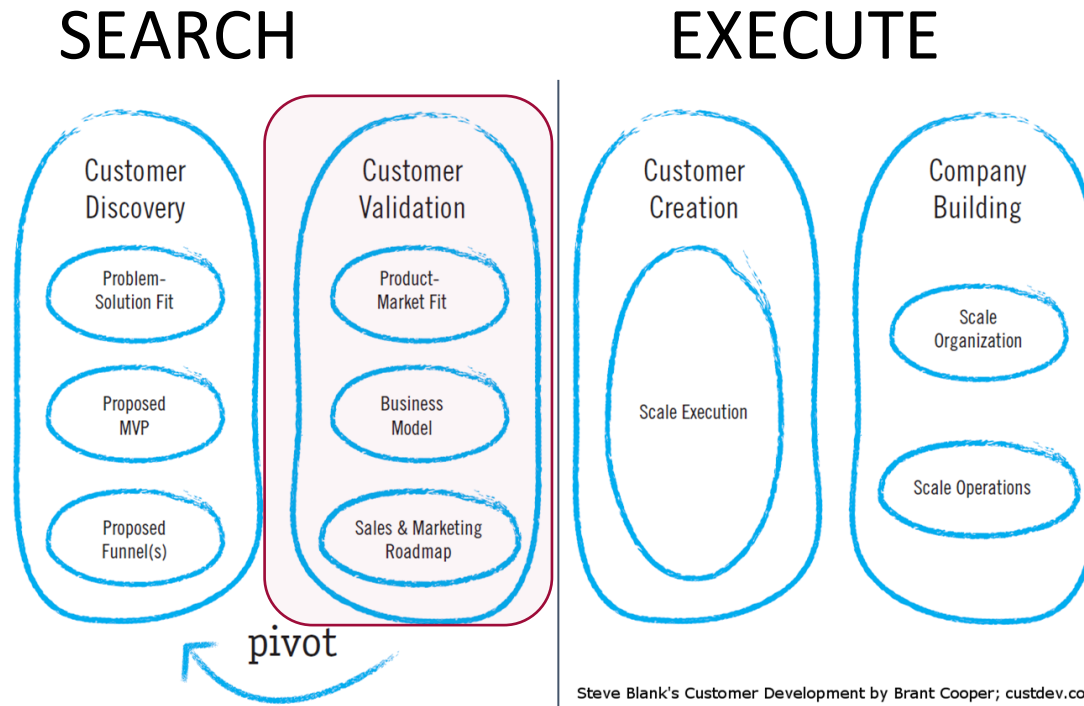 SEARCH
EXECUTE
Customer
Discovery
Problem-
Solution Fit
Proposed
MVP
Proposed
Funnel(s)
Customer
Validation
Product-
Market Fit
Business
Model
Sales & Marketing
Roadmap
pivot
Customer
Creation
Scale Execution
Company
Building
Scale
Organization
Scale Operations
Steve Blank's Customer Development by Brant Cooper; custdev.co